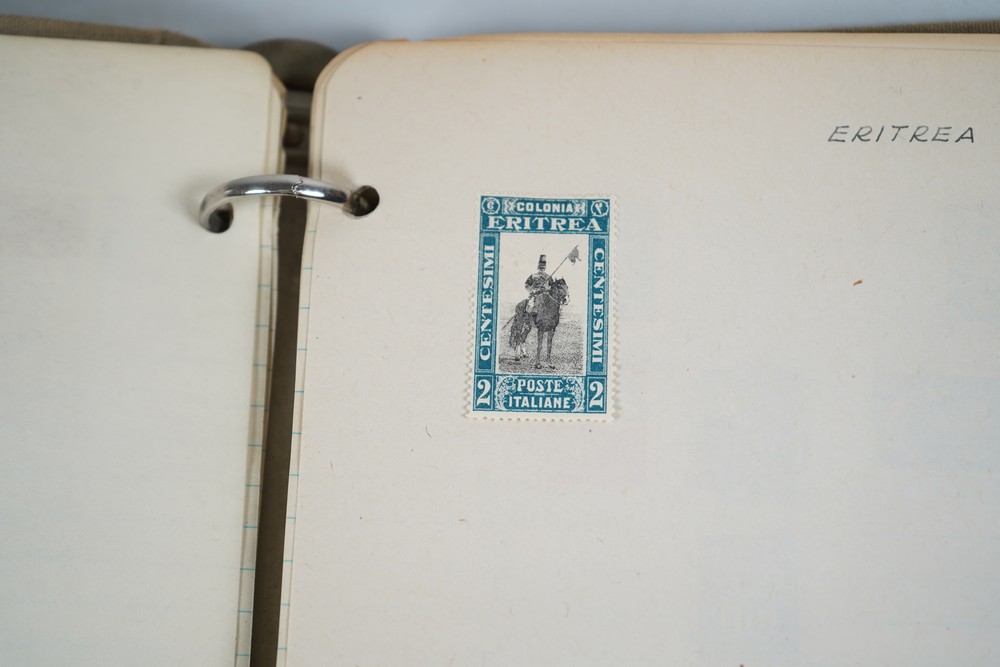 ERITREA
COLONIA
ERITREA
CENTESIMI
CENTESIMI
2
POSTE
ITALIANE
2